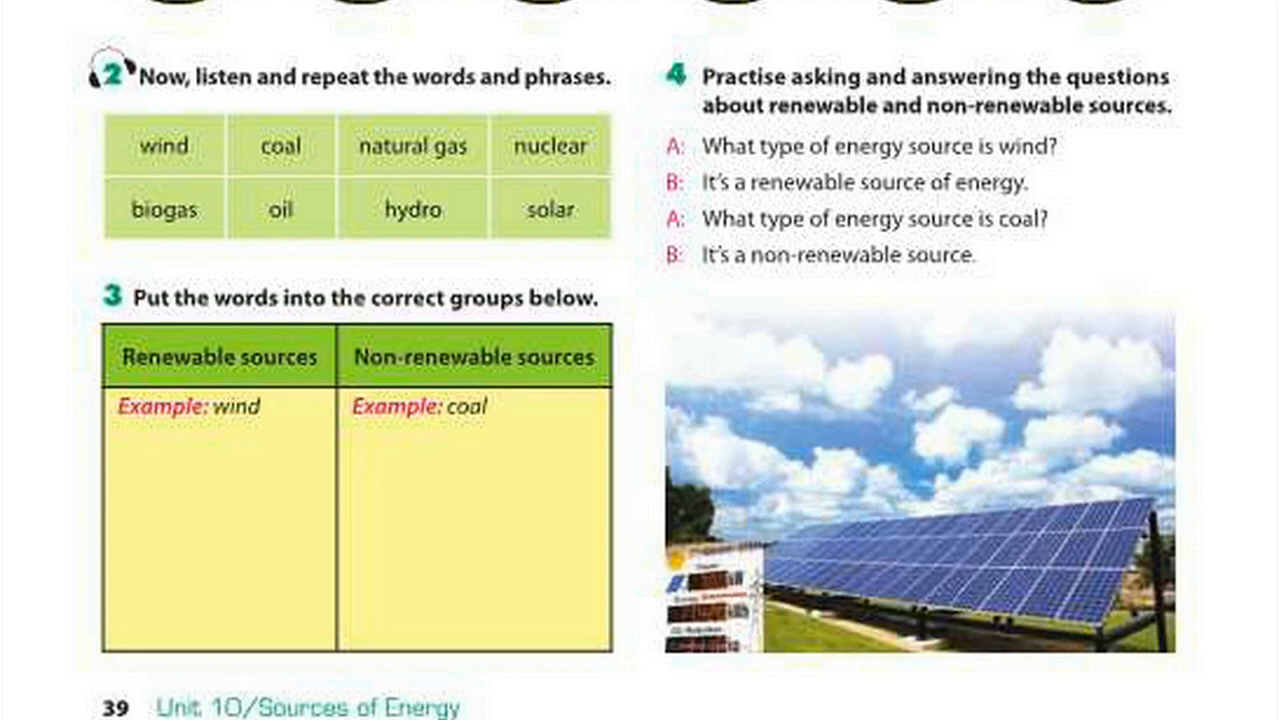 2 Now, listen and repeat the words and phrases.
wind coal natural gas nuclear
biogas oil hydro solar
3 Put the words into the correct groups below.
Renewable sources Non-renewable sources
Example: wind Example: coal
4 Practise asking and answering the questions
about renewable and non-renewable sources.
A: What type of energy source is wind?
B: It's a renewable source of energy.
A: What type of energy source is coal?
B: It's a non-renewable source.
39 Unit 10/Sources of Energy